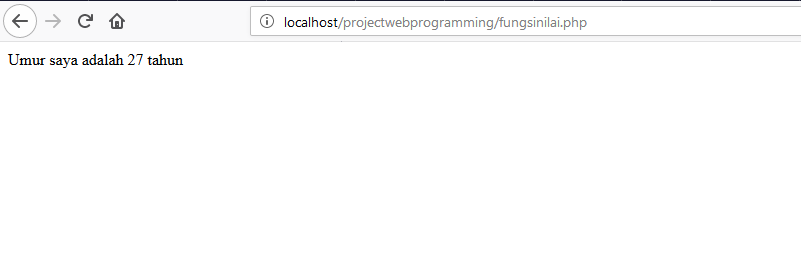 localhost/projectwebprogramming/fungsinilai.php
Umur saya adalah 27 tahun